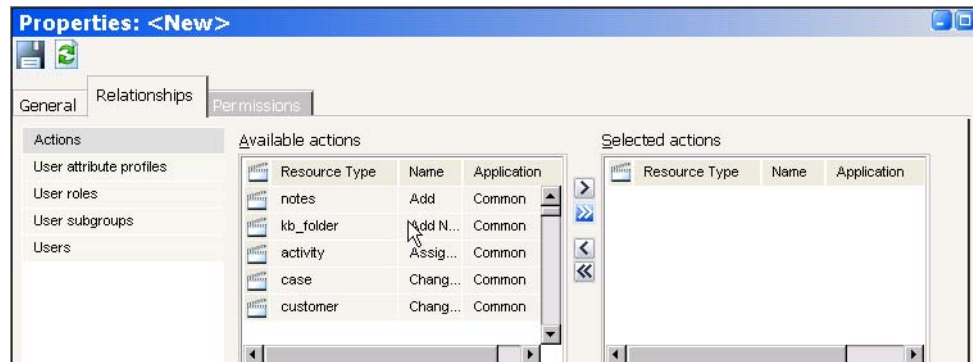 Properties: <New>
General Relationships Permissions
Actions
User attribute profiles
User roles
User subgroups
Users
Available actions
Resource Type Name Application
notes Add Common
kb_folder Add N... Common
activity Assig... Common
case Chang... Common
customer Chang... Common
Selected actions
Resource Type Name Application